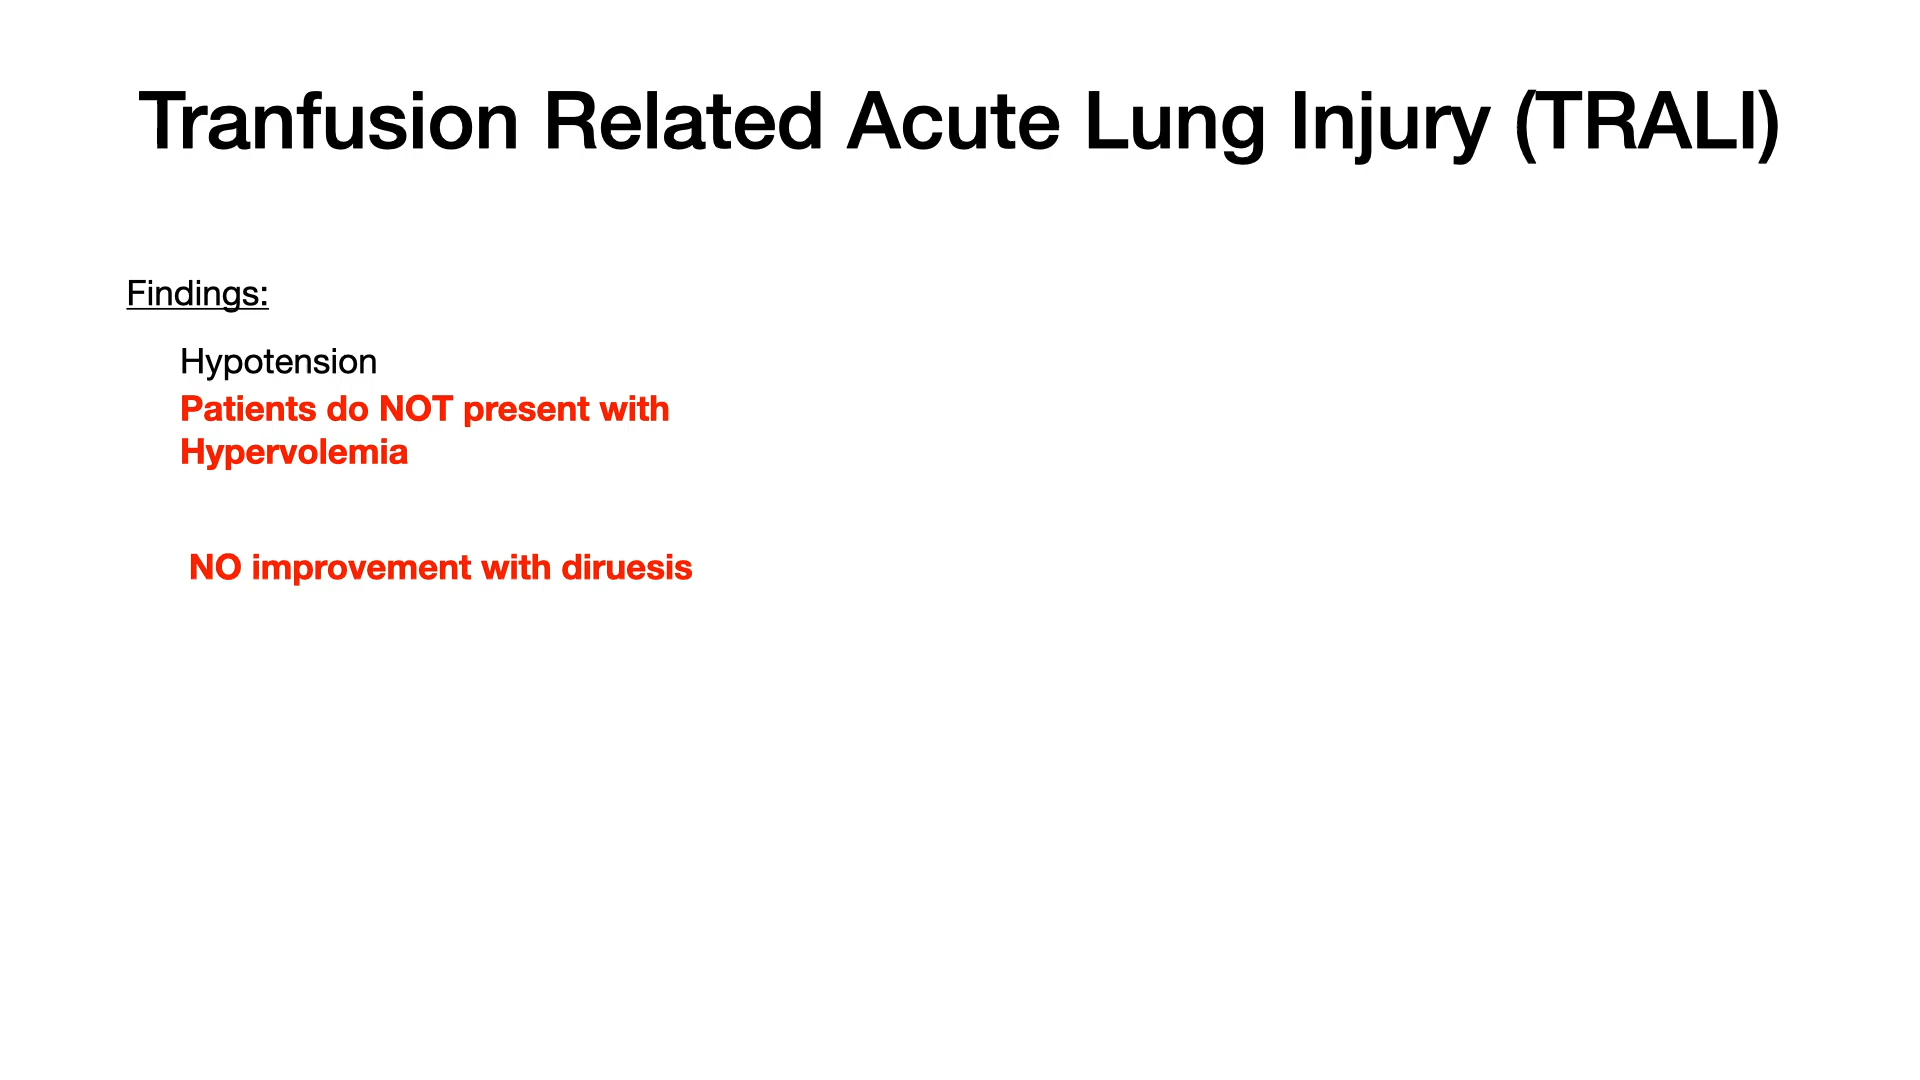 Tranfusion Related Acute Lung Injury (TRALI)
Findings:
Hypotension
Patients do NOT present with
Hypervolemia
NO improvement with diruesis